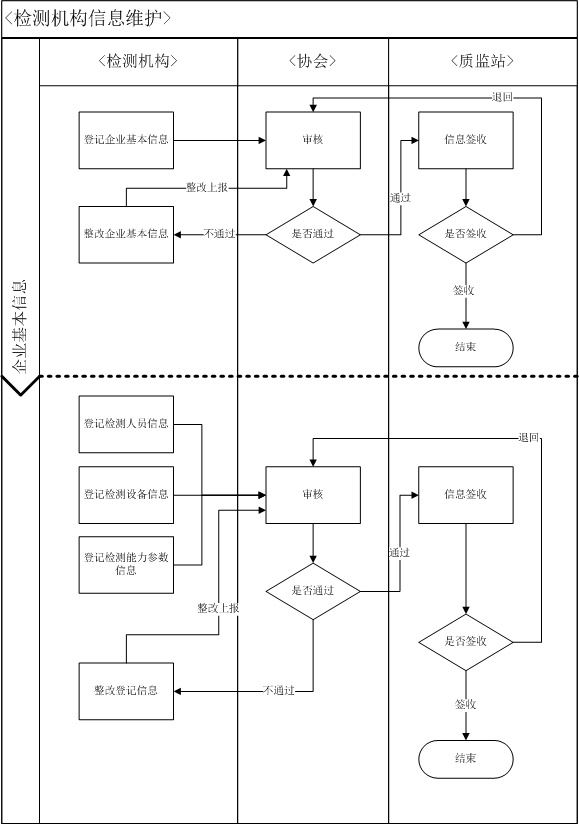 <检测机构信息维护>
<检测机构>
<协会>
<质监站>
退回
登记企业基本信息
审核
信息签收
整改上报
通过
整改企业基本信息
不通过
是否通过
是否签收
签收
企业基本信息
结束
登记检测人员信息
退回
登记检测设备信息
审核
信息签收
登记检测能力参数
信息
通过
是否通过
整改上报
是否签收
整改登记信息
不通过
签收
结束